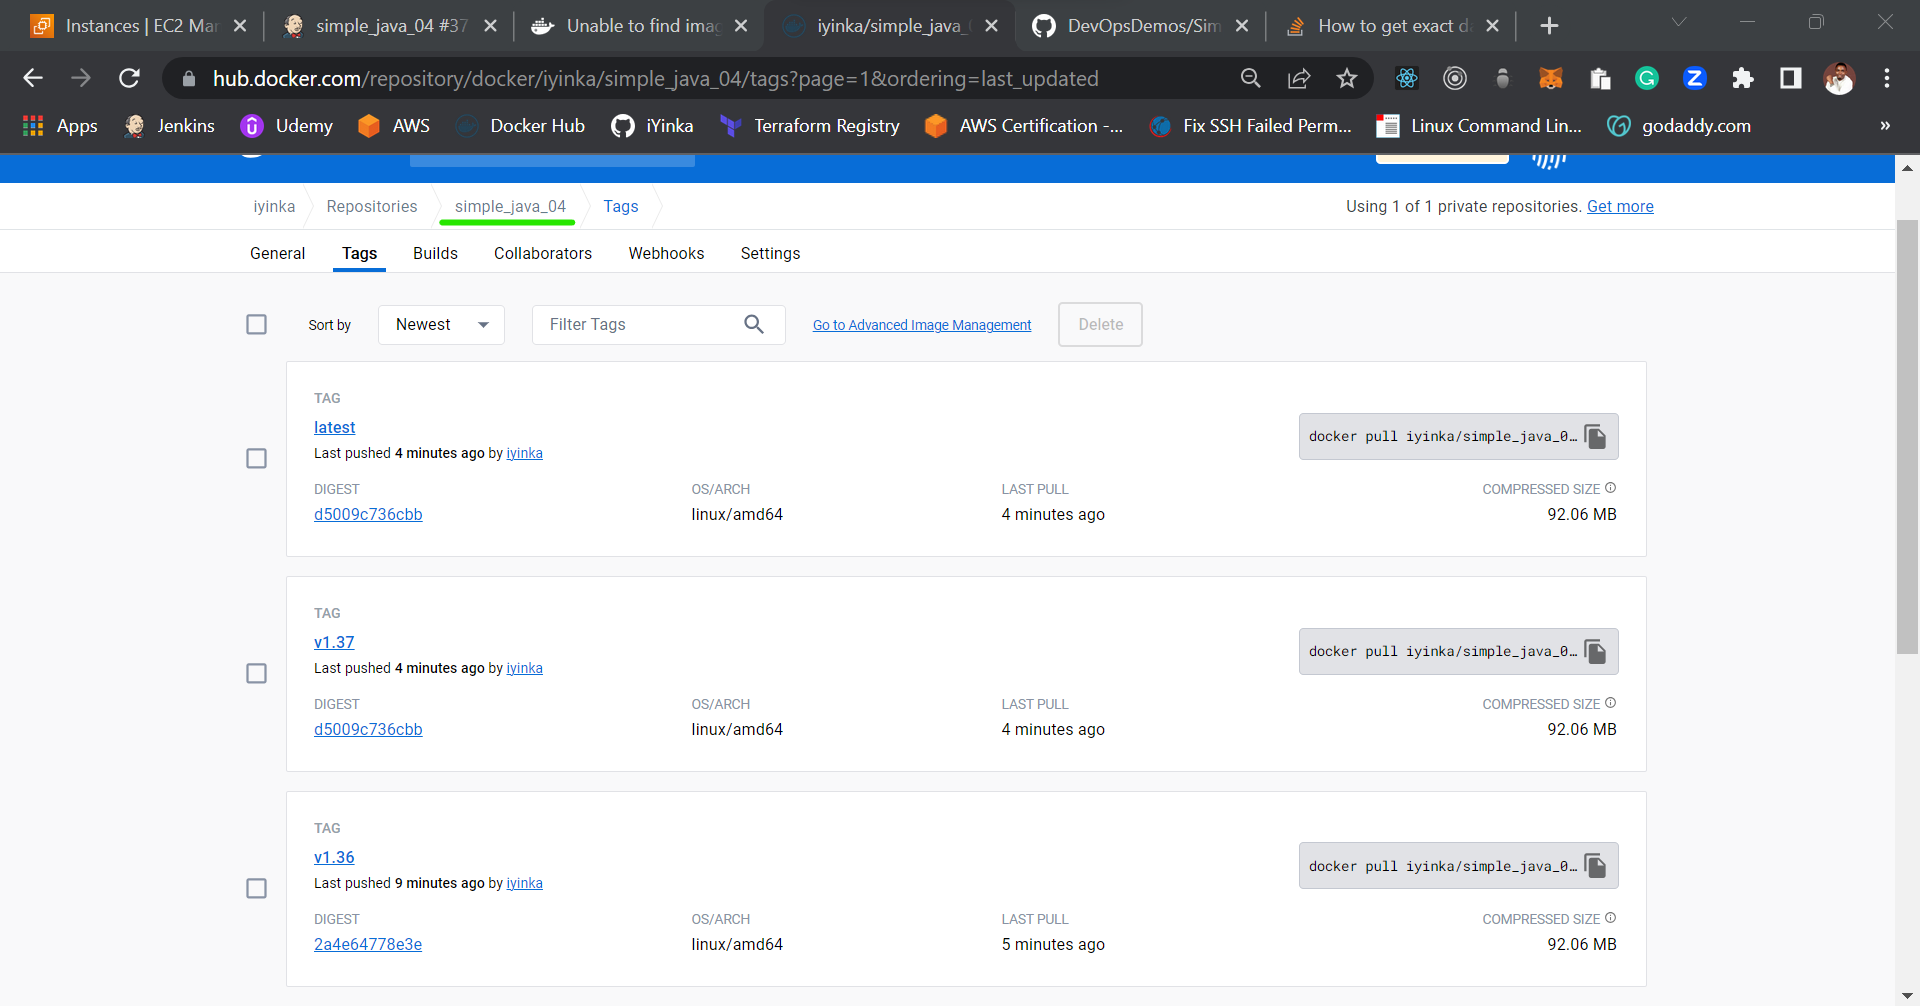 Instances | EC2 Mar
simple_java_04 #37
Unable to find imag
iyinka/simple_java_
DevOpsDemos/Sim
How to get exact d
hub.docker.com/repository/docker/iyinka/simple_java_04/tags?page=1&ordering=last_updated
Apps
Jenkins
Udemy
AWS
Docker Hub
iYinka
Terraform Registry
AWS Certification -...
Fix SSH Failed Perm...
Linux Command Lin...
godaddy.com
»
iyinka
Repositories
simple_java_04
Tags
Using 1 of 1 private repositories. Get more
General
Tags
Builds
Collaborators
Webhooks
Settings
Sort by
Newest
Filter Tags
Go to Advanced Image Management
Delete
TAG
latest
Last pushed 4 minutes ago by iyinka
docker pull iyinka/simple_java_0…
DIGEST
OS/ARCH
LAST PULL
COMPRESSED SIZE
d5009c736cbb
linux/amd64
4 minutes ago
92.06 MB
TAG
v1.37
Last pushed 4 minutes ago by iyinka
docker pull iyinka/simple_java_0…
DIGEST
OS/ARCH
LAST PULL
COMPRESSED SIZE
d5009c736cbb
linux/amd64
4 minutes ago
92.06 MB
TAG
v1.36
Last pushed 9 minutes ago by iyinka
docker pull iyinka/simple_java_0…
DIGEST
OS/ARCH
LAST PULL
COMPRESSED SIZE
2a4e64778e3e
linux/amd64
5 minutes ago
92.06 MB